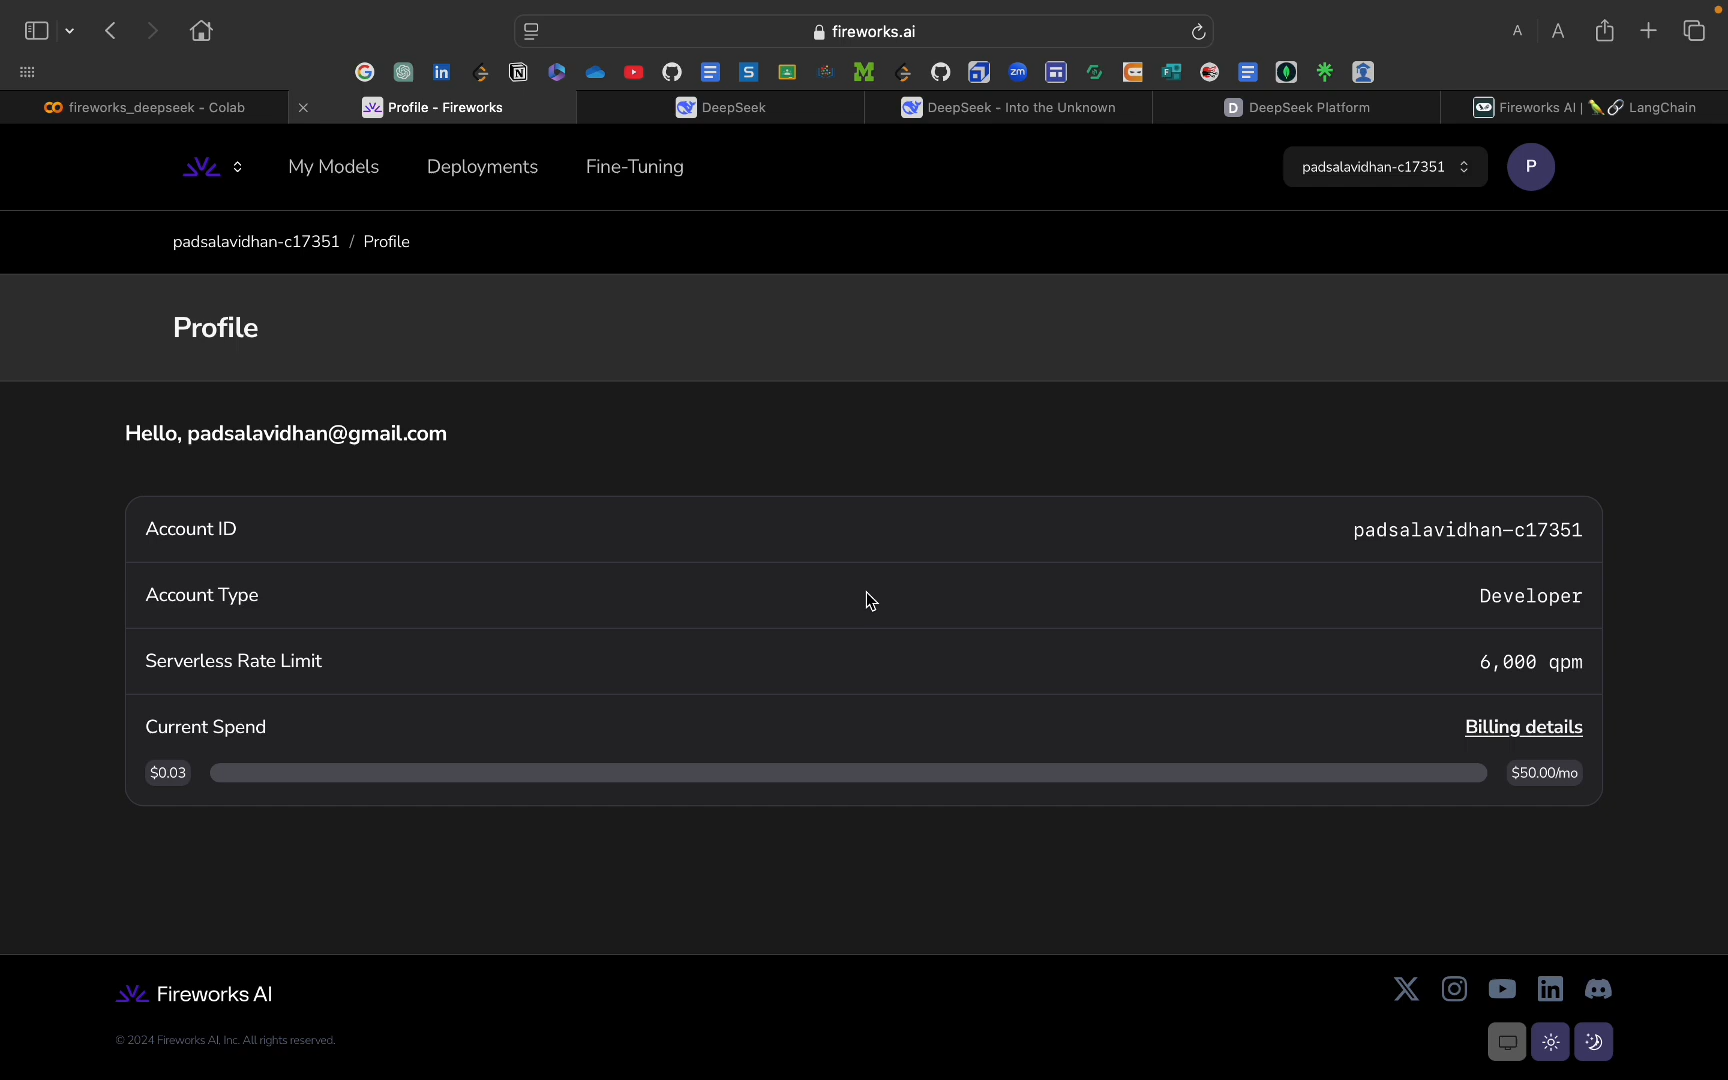 fireworks.ai
A A
zm
fireworks_deepseek - Colab
Profile - Fireworks
DeepSeek
DeepSeek - Into the Unknown
D DeepSeek Platform
Fireworks AI | 🦜🔗 LangChain
My Models
Deployments
Fine-Tuning
padsalavidhan-c17351
P
padsalavidhan-c17351 / Profile
Profile
Hello, padsalavidhan@gmail.com
Account ID
padsalavidhan-c17351
Account Type
Developer
Serverless Rate Limit
6,000 qpm
Current Spend
Billing details
$0.03
$50.00/mo
Fireworks AI
© 2024 Fireworks AI, Inc. All rights reserved.